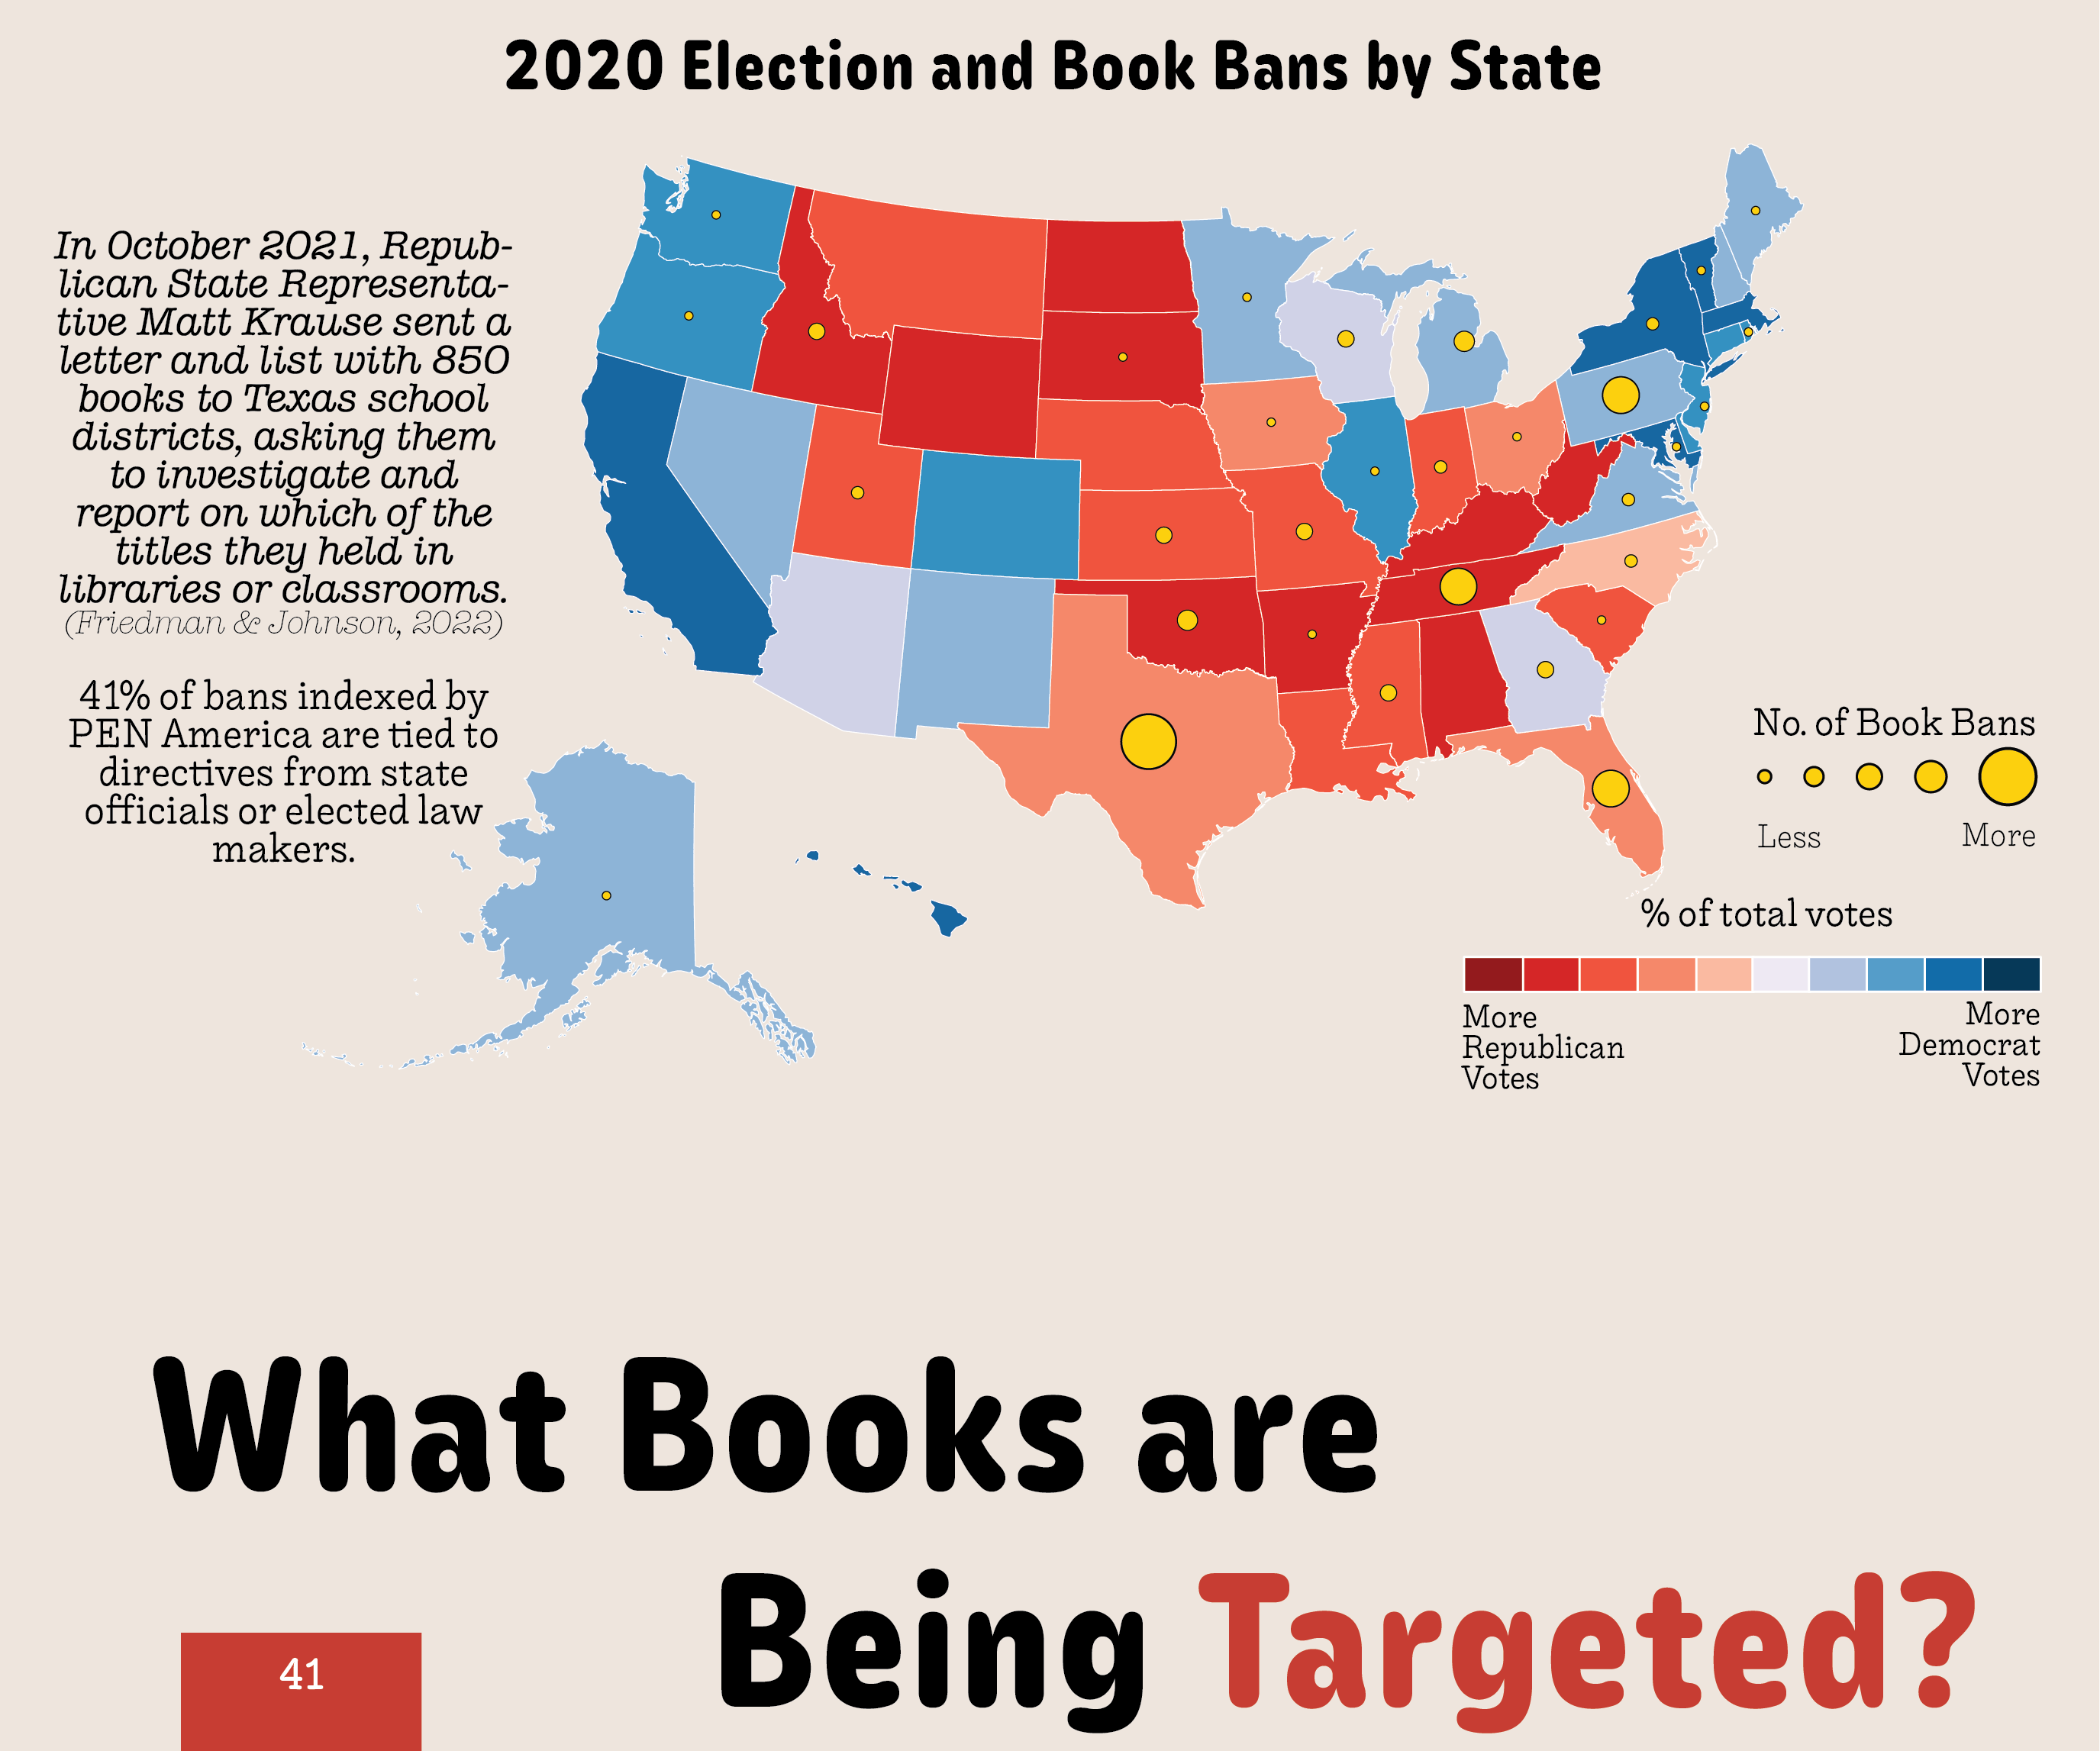 2020 Election and Book Bans by State
In October 2021, Repub-
lican State Representa-
tive Matt Krause sent a
letter and list with 850
books to Texas school
districts, asking them
to investigate and
report on which of the
titles they held in
libraries or classrooms.
(Friedman & Johnson, 2022)
41% of bans indexed by
PEN America are tied to
directives from state
officials or elected law
makers.
No. of Book Bans
Less
More
% of total votes
More
Republican
Votes
More
Democrat
Votes
What Books are
Being Targeted?
41